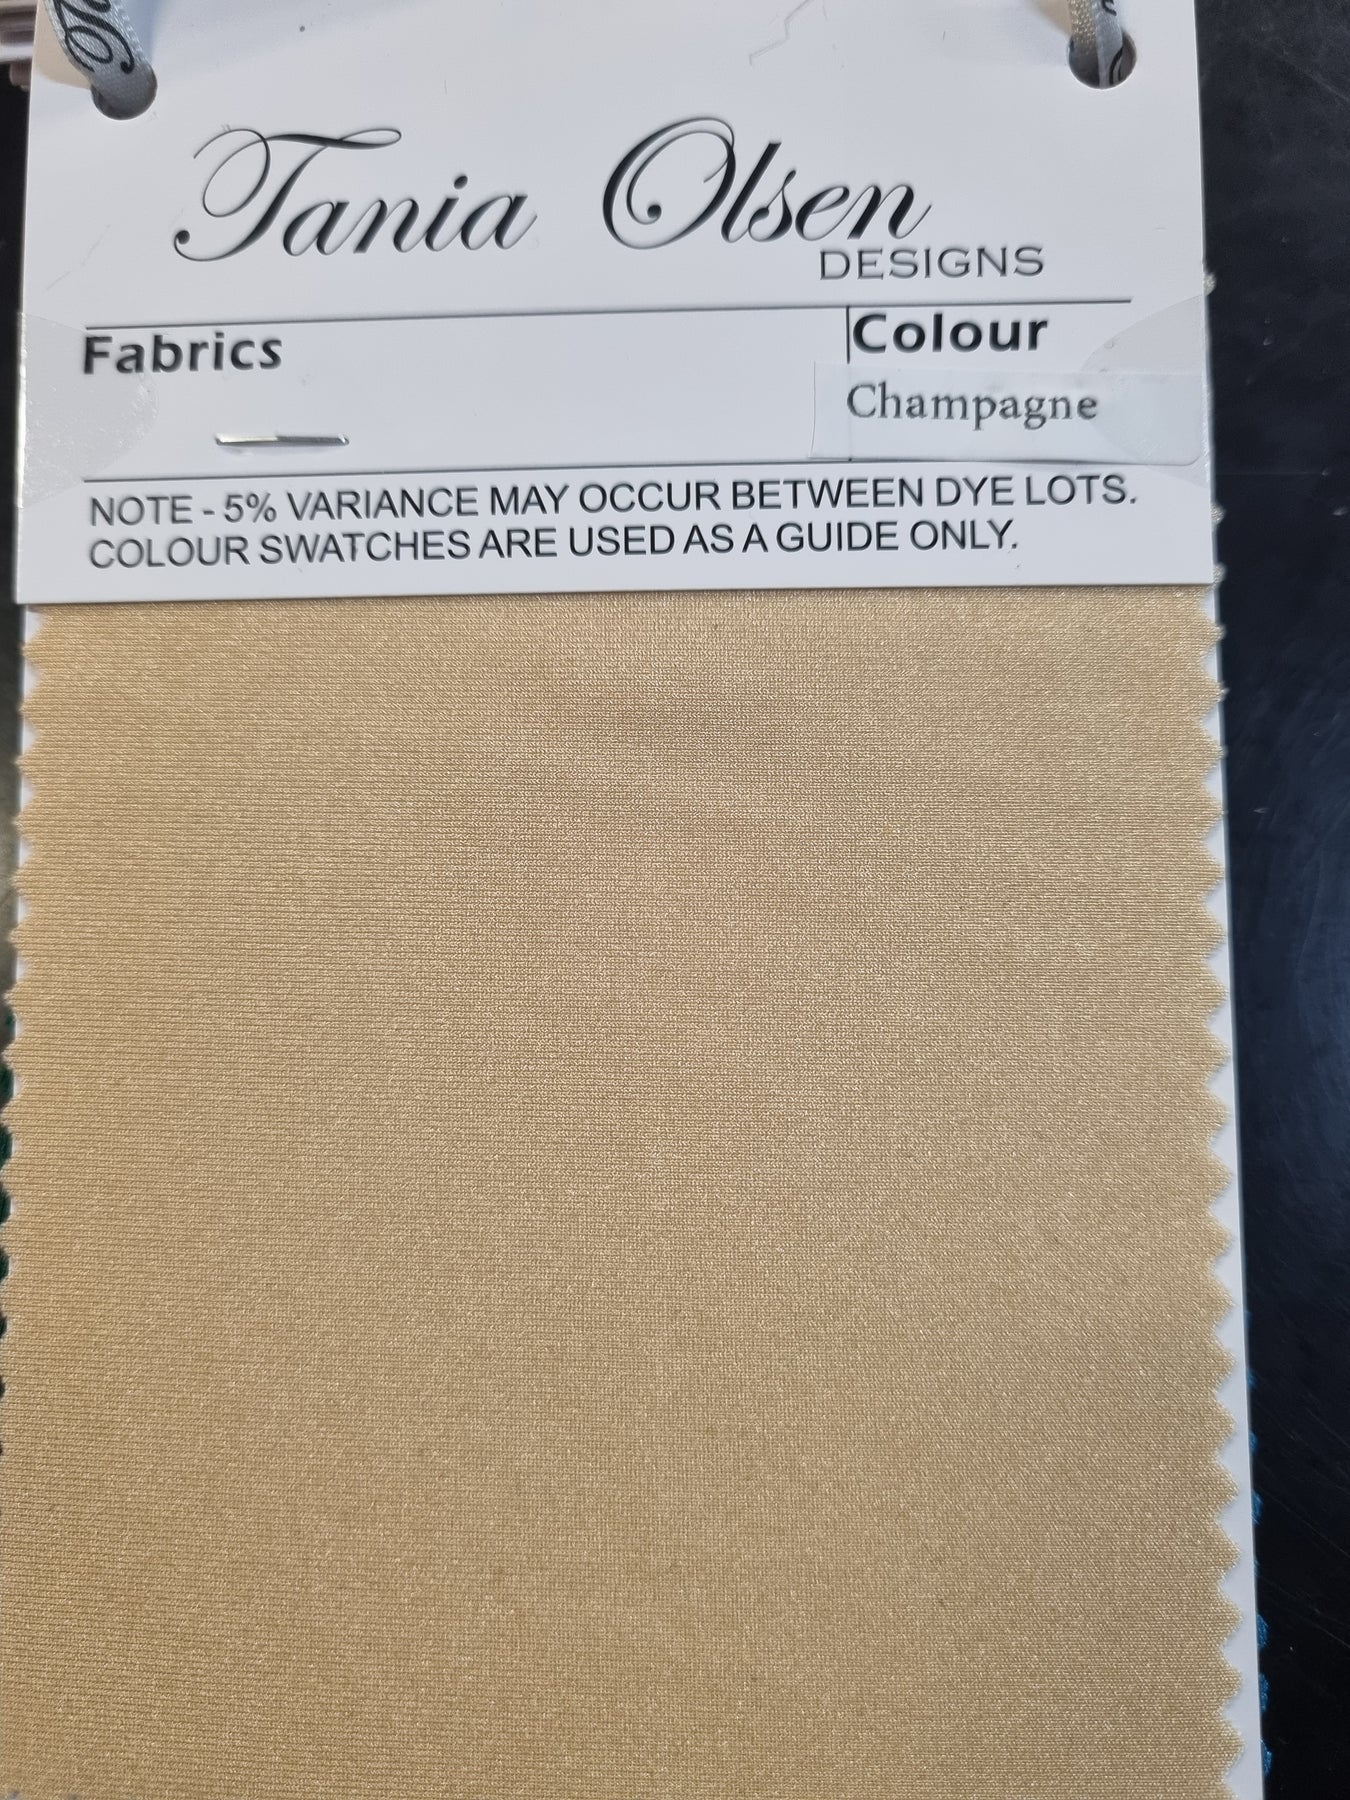 Tania Olsen
DESIGNS
Fabrics
Colour
Champagne
NOTE - 5% VARIANCE MAY OCCUR BETWEEN DYE LOTS.
COLOUR SWATCHES ARE USED AS A GUIDE ONLY.